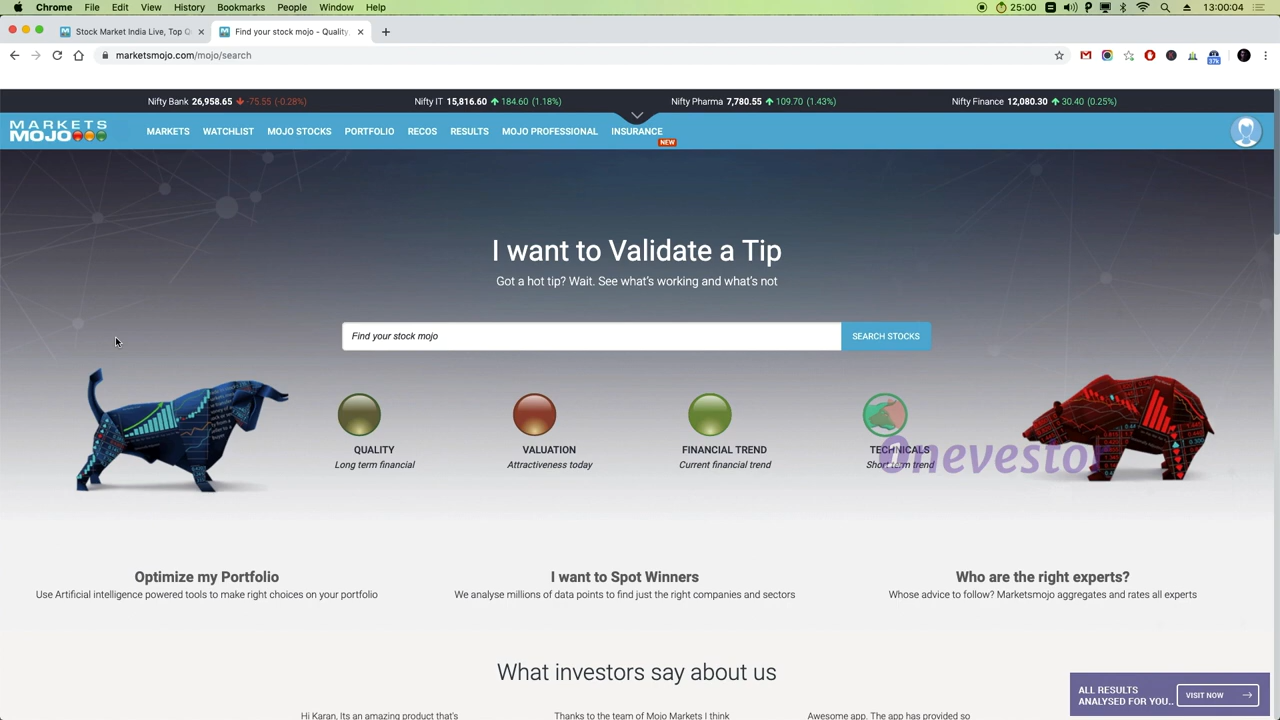 Chrome File Edit View History Bookmarks People Window Help 25:00 13:00:04
Stock Market India Live, Top Q Find your stock mojo - Quality,
marketsmojo.com/mojo/search 37k
Nifty Bank 26,958.65 -75.55 (-0.28%) Nifty IT 15,816.60 184.60 (1.18%) Nifty Pharma 7,780.55 109.70 (1.43%) Nifty Finance 12,080.30 30.40 (0.25%)
MARKETS MOJO
MARKETS WATCHLIST MOJO STOCKS PORTFOLIO RECOS RESULTS MOJO PROFESSIONAL INSURANCE
NEW
I want to Validate a Tip
Got a hot tip? Wait. See what's working and what's not
Find your stock mojo SEARCH STOCKS
QUALITY VALUATION FINANCIAL TREND TECHNICALS
Long term financial Attractiveness today Current financial trend Short term trend
Onevestor
Optimize my Portfolio I want to Spot Winners Who are the right experts?
Use Artificial intelligence powered tools to make right choices on your portfolio We analyse millions of data points to find just the right companies and sectors Whose advice to follow? Marketsmojo aggregates and rates all experts
What investors say about us
ALL RESULTS
ANALYSED FOR YOU.. VISIT NOW
Hi Karan, Its an amazing product that's Thanks to the team of Mojo Markets I think Awesome app. The app has provided so